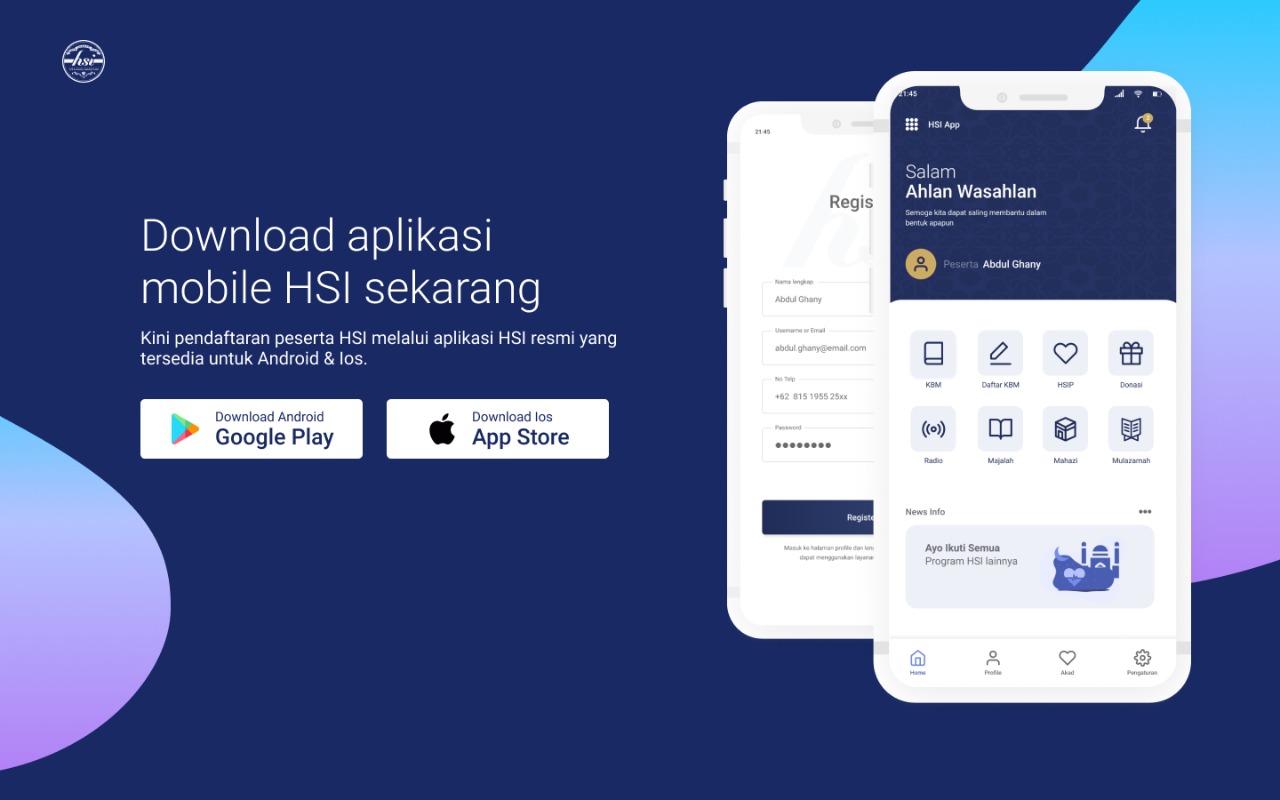 hsi
Download aplikasi
mobile HSI sekarang
Kini pendaftaran peserta HSI melalui aplikasi HSI resmi yang
tersedia untuk Android & Ios.
Download Android
Google Play
Download Ios
App Store
21:45
Regis
Nama lengkap
Abdul Ghany
Username or Email
abdul.ghany@email.com
No Telp
+62 815 1955 25xx
Password
Registe
Masuk ke halaman profile dan
dapat menggunakan
21:45
HSI App
Salam
Ahlan Wasahlan
Semoga kita dapat saling membantu dalam
bentuk apapun
Peserta Abdul Ghany
KBM
Daftar KBM
HSIP
Donasi
Radio
Majalah
Mahazi
Mulazamah
News Info
Ayo Ikuti Semua
Program HSI lainnya
Home
Profile
Akad
Pengaturan